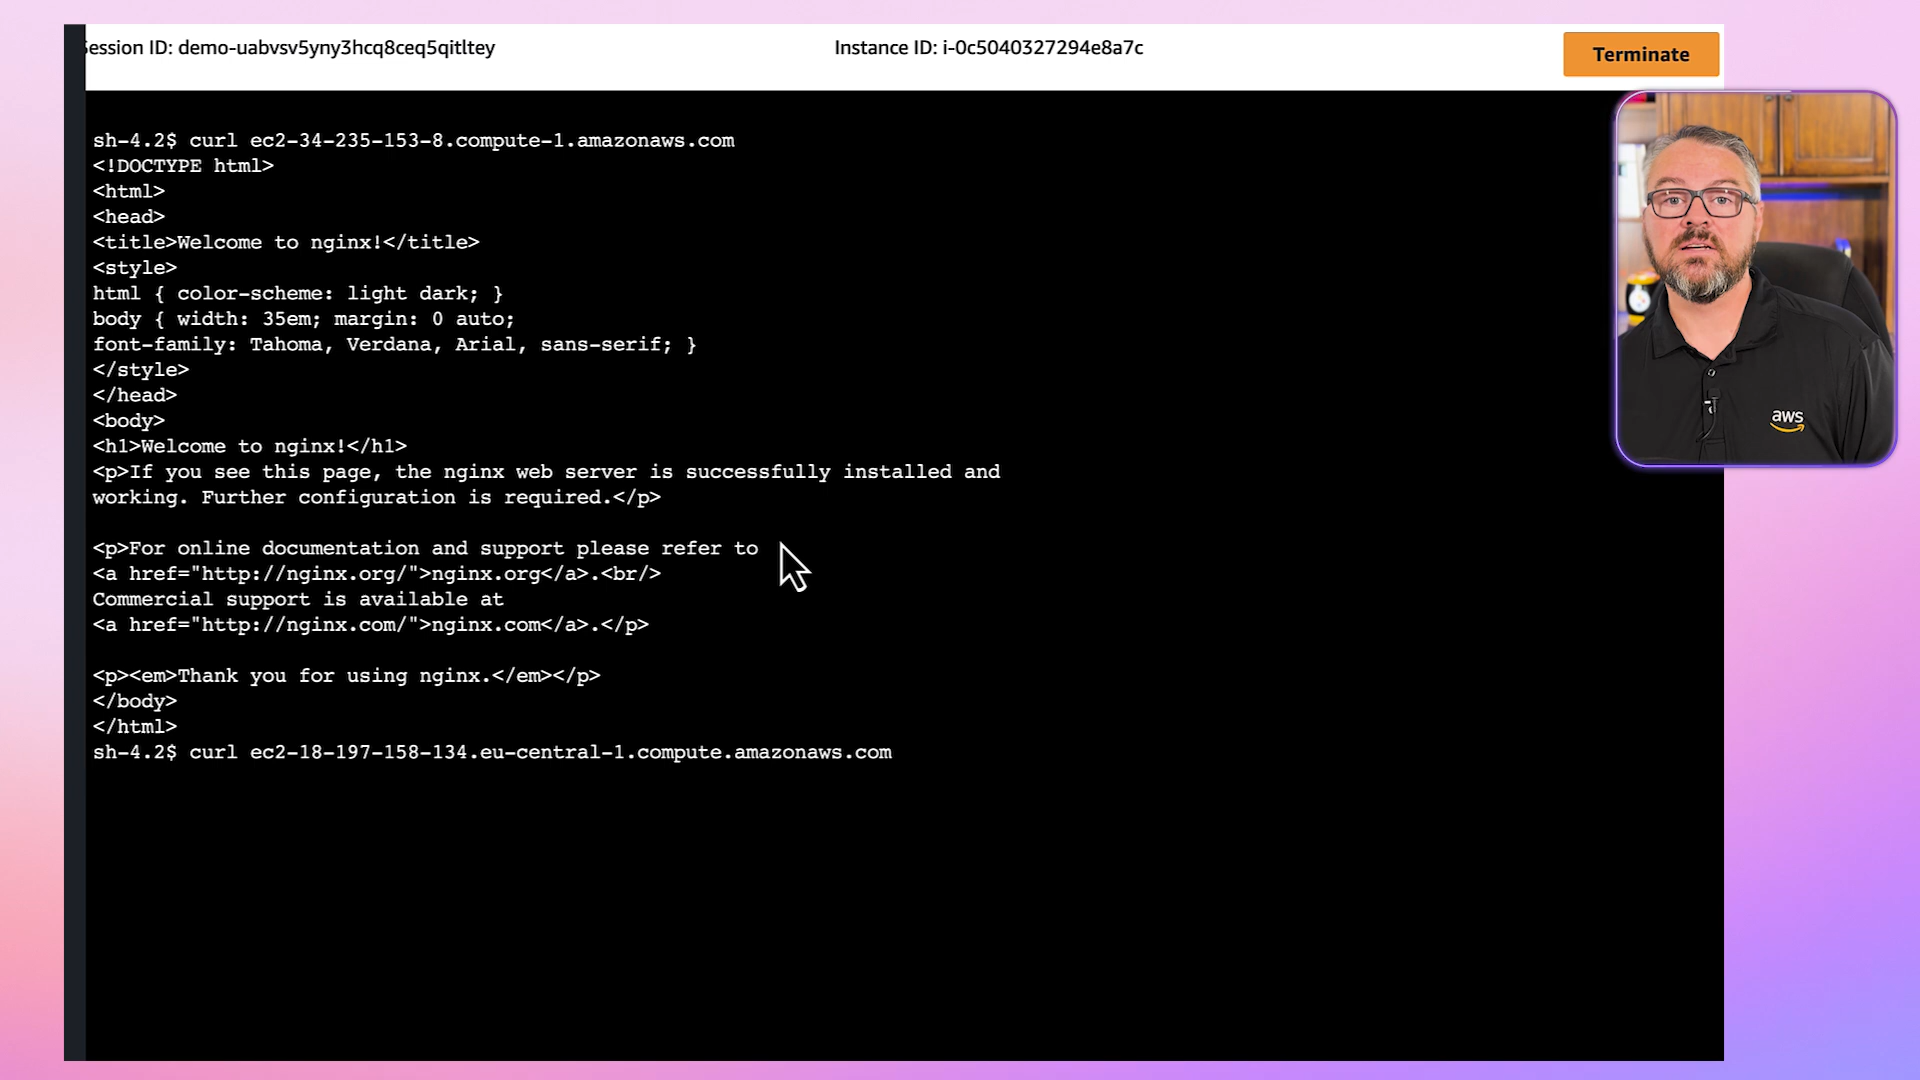 ession ID: demo-uabvsv5yny3hcq8ceq5qitltey
Instance ID: i-0c5040327294e8a7c
Terminate
sh-4.2$ curl ec2-34-235-153-8.compute-1.amazonaws.com
<!DOCTYPE html>
<html>
<head>
<title>Welcome to nginx!</title>
<style>
html { color-scheme: light dark; }
body { width: 35em; margin: 0 auto;
font-family: Tahoma, Verdana, Arial, sans-serif; }
</style>
</head>
<body>
<h1>Welcome to nginx!</h1>
<p>If you see this page, the nginx web server is successfully installed and
working. Further configuration is required.</p>
<p>For online documentation and support please refer to
<a href="http://nginx.org/">nginx.org</a>.<br/>
Commercial support is available at
<a href="http://nginx.com/">nginx.com</a>.</p>
<p><em>Thank you for using nginx.</em></p>
</body>
</html>
sh-4.2$ curl ec2-18-197-158-134.eu-central-1.compute.amazonaws.com
aws